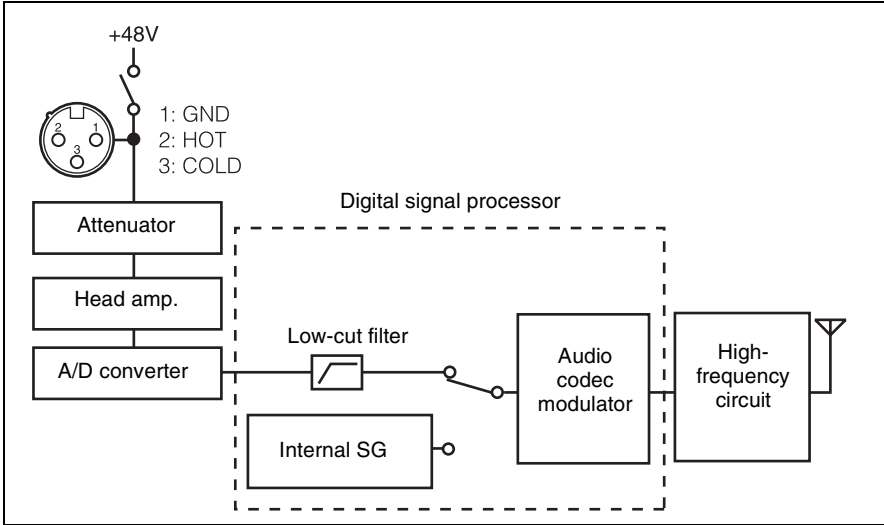 +48V
1: GND
2: HOT
3: COLD
2
1
3
Attenuator
Digital signal processor
Head amp.
A/D converter
Low-cut filter
Audio
codec
modulator
High-
frequency
circuit
Internal SG